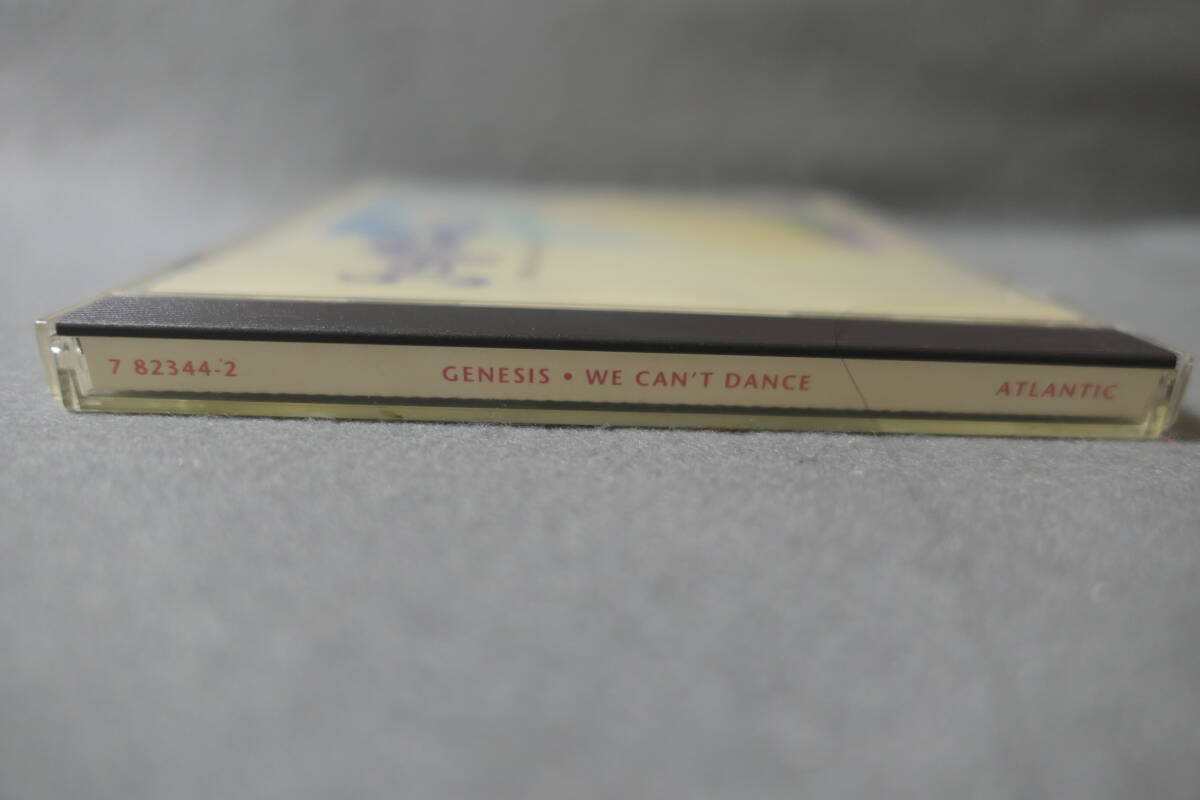 7 82344-2 GENESIS • WE CAN'T DANCE ATLANTIC